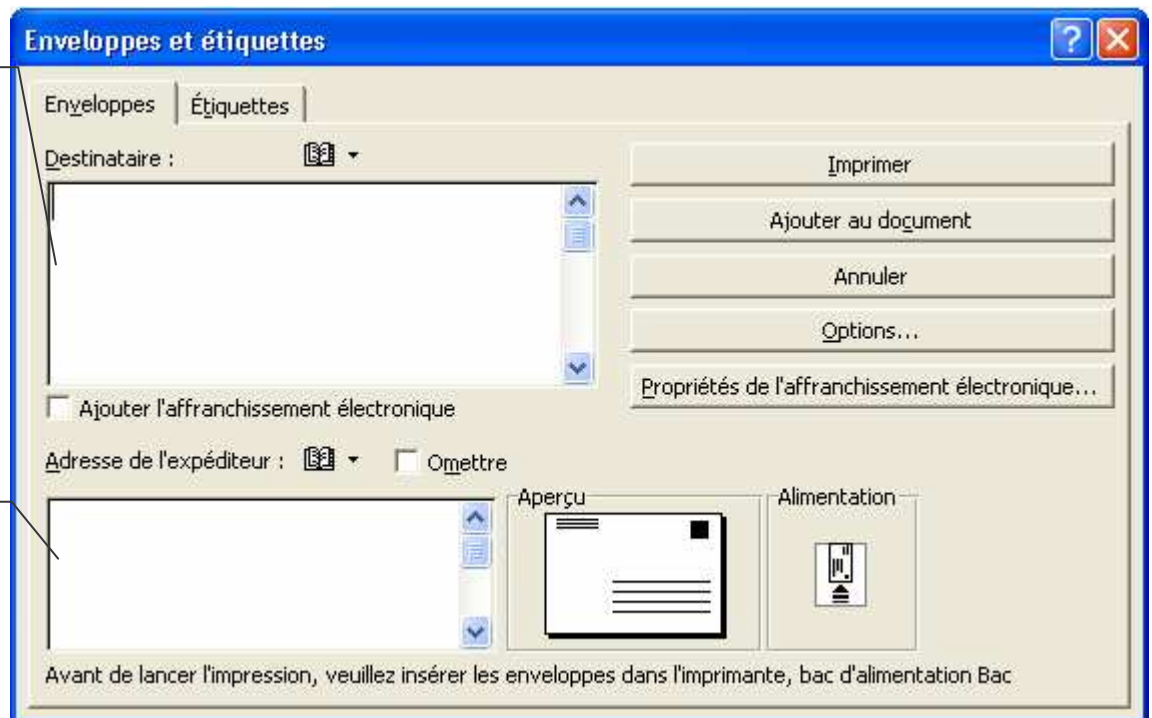 Enveloppes et étiquettes
Enveloppes
Étiquettes
Destinataire :
Imprimer
Ajouter au document
Annuler
Options...
Propriétés de l'affranchissement électronique...
Ajouter l'affranchissement électronique
Adresse de l'expéditeur :
Omettre
Aperçu
Alimentation
Avant de lancer l'impression, veuillez insérer les enveloppes dans l'imprimante, bac d'alimentation Bac